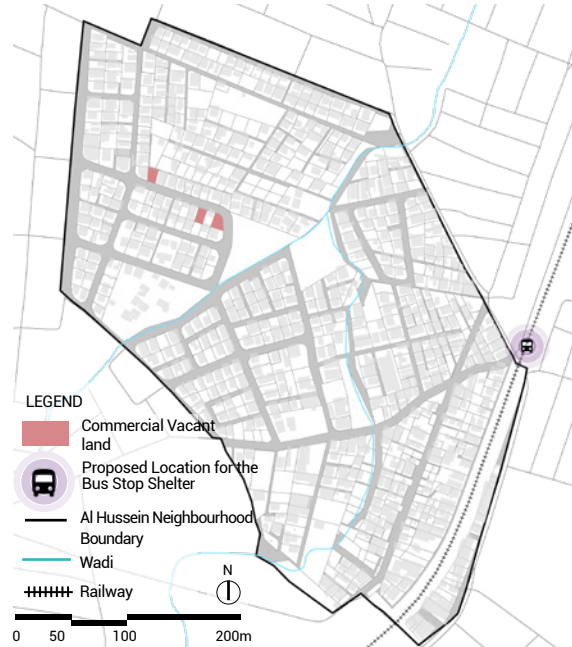 LEGEND
Commercial Vacant
land
Proposed Location for the
Bus Stop Shelter
Al Hussein Neighbourhood
Boundary
Wadi
Railway
N
0 50 100 200m